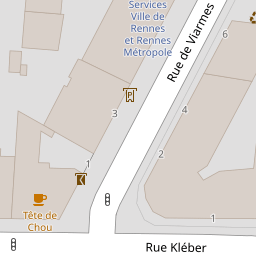 Services
Ville de
Rennes
et Rennes
Métropole
Rue de Viarmes
6
P
3
4
1
2
Tête de
Chou
1
Rue Kléber